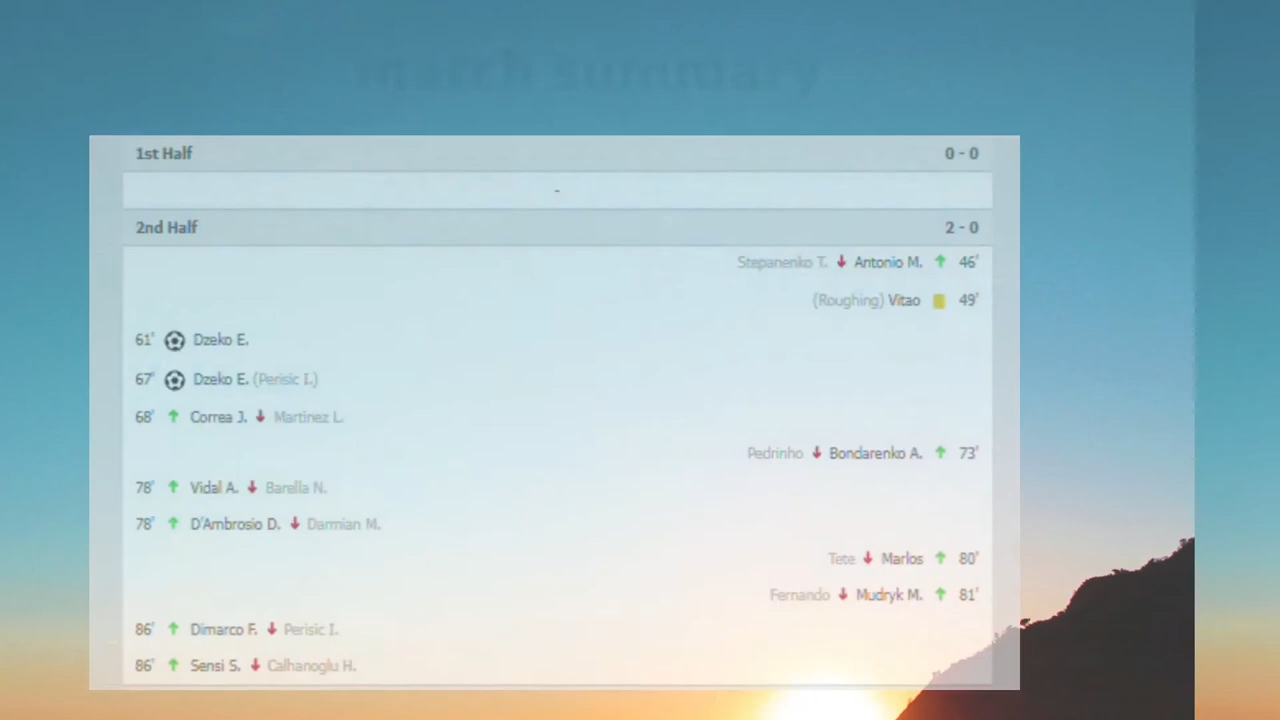 match summary
1st Half 0 - 0
-
2nd Half 2 - 0
Stepanenko T. Antonio M. 46'
(Roughing) Vitao 49'
61' Dzeko E.
67' Dzeko E. (Perisic I.)
68' Correa J. Martinez L.
Pedrinho Bondarenko A. 73'
78' Vidal A. Barella N.
78' D'Ambrosio D. Darmian M.
Tete Marlos 80'
Fernando Mudryk M. 81'
86' Dimarco F. Perisic I.
86' Sensi S. Calhanoglu H.